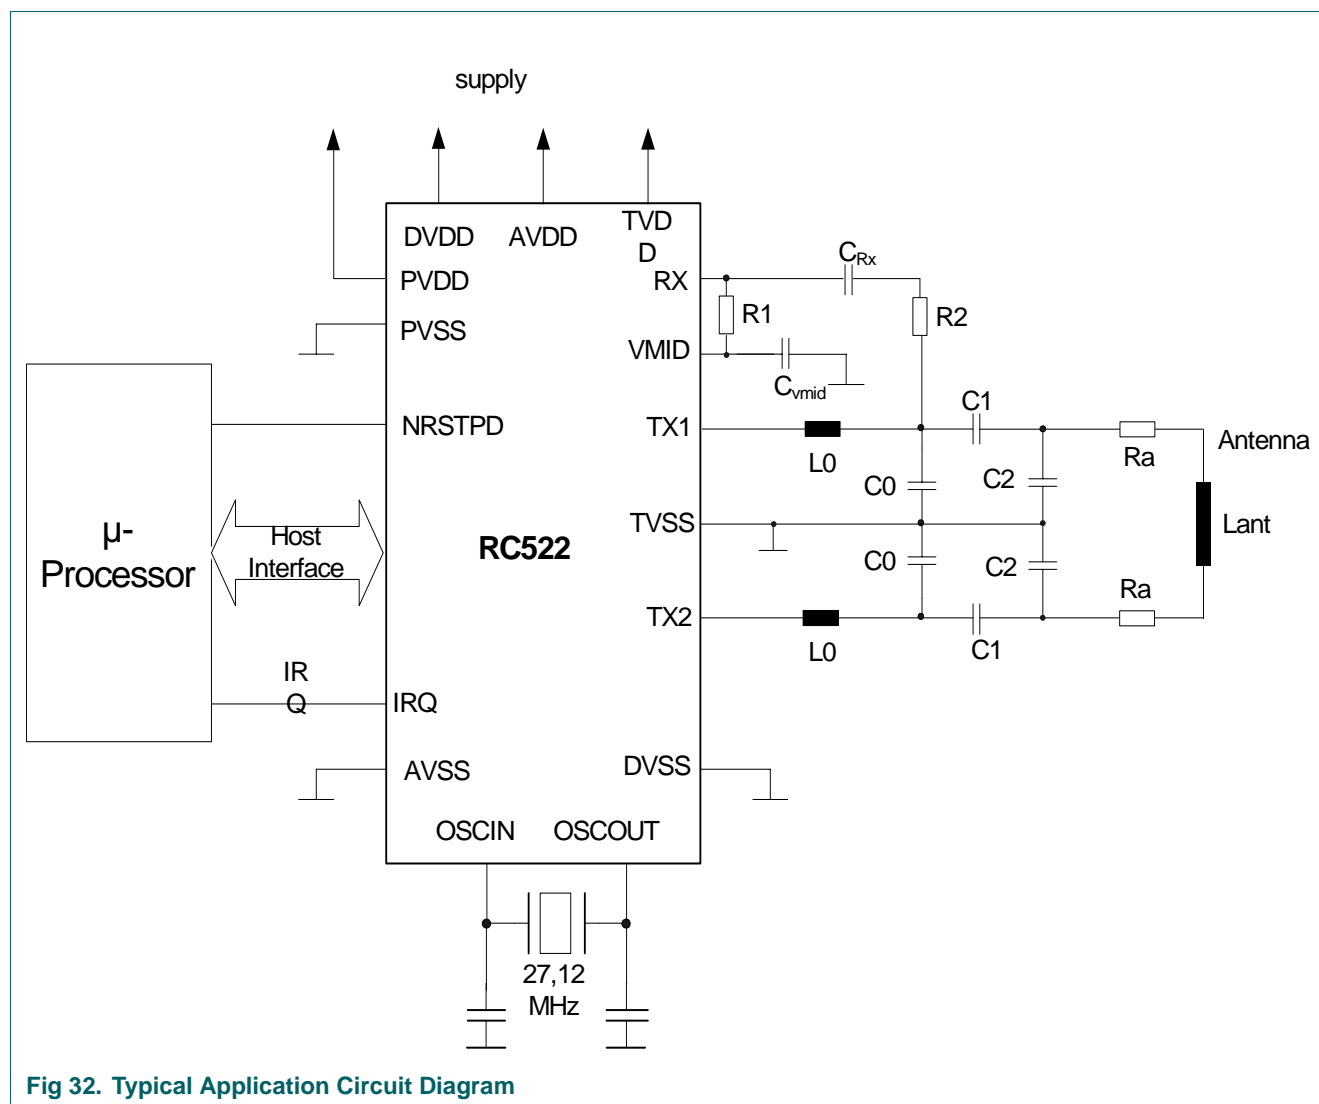 supply
DVDD
AVDD
TVD
D
PVDD
RX
CRx
PVSS
R1
R2
VMID
Cvmid
NRSTPD
TX1
L0
C1
Ra
Antenna
C0
C2
µ-
Processor
Host
Interface
RC522
TVSS
Lant
C0
C2
TX2
L0
C1
Ra
IR
Q
IRQ
AVSS
DVSS
OSCIN
OSCOUT
27,12
MHz
Fig 32. Typical Application Circuit Diagram